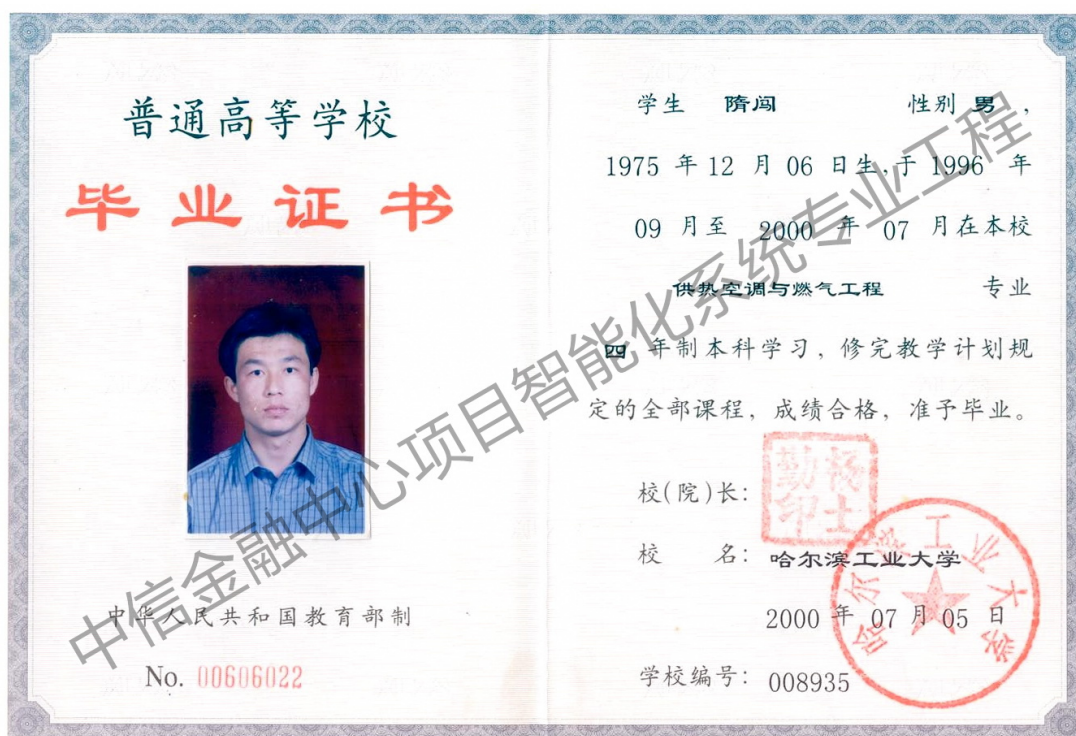 普通高等学校
毕业证书
中华人民共和国教育部制
No. 00606022
学生 隋闯 性别 男,
1975 年 12 月 06 日生,于 1996 年
09 月至 2000 年 07 月在本校
供热空调与燃气工程 专业
四 年制本科学习，修完教学计划规
定的全部课程，成绩合格，准予毕业。
校(院)长：
杨士勤印
校 名：哈尔滨工业大学
2000 年 07 月 05 日
学校编号：008935
哈尔滨工业大学
中信金融中心项目智能化系统专业工程